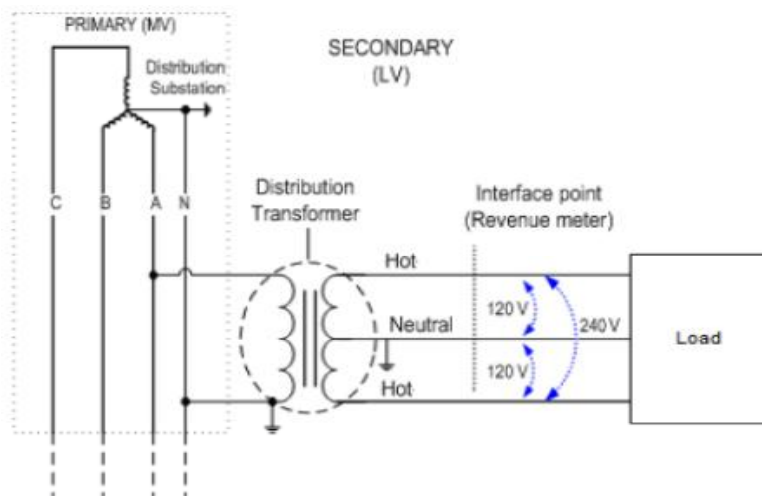 PRIMARY (MV)
SECONDARY
(LV)
Distribution
Substation
C
B
A
N
Distribution
Transformer
Interface point
(Revenue meter)
Hot
Neutral
Hot
120 V
240 V
120 V
Load